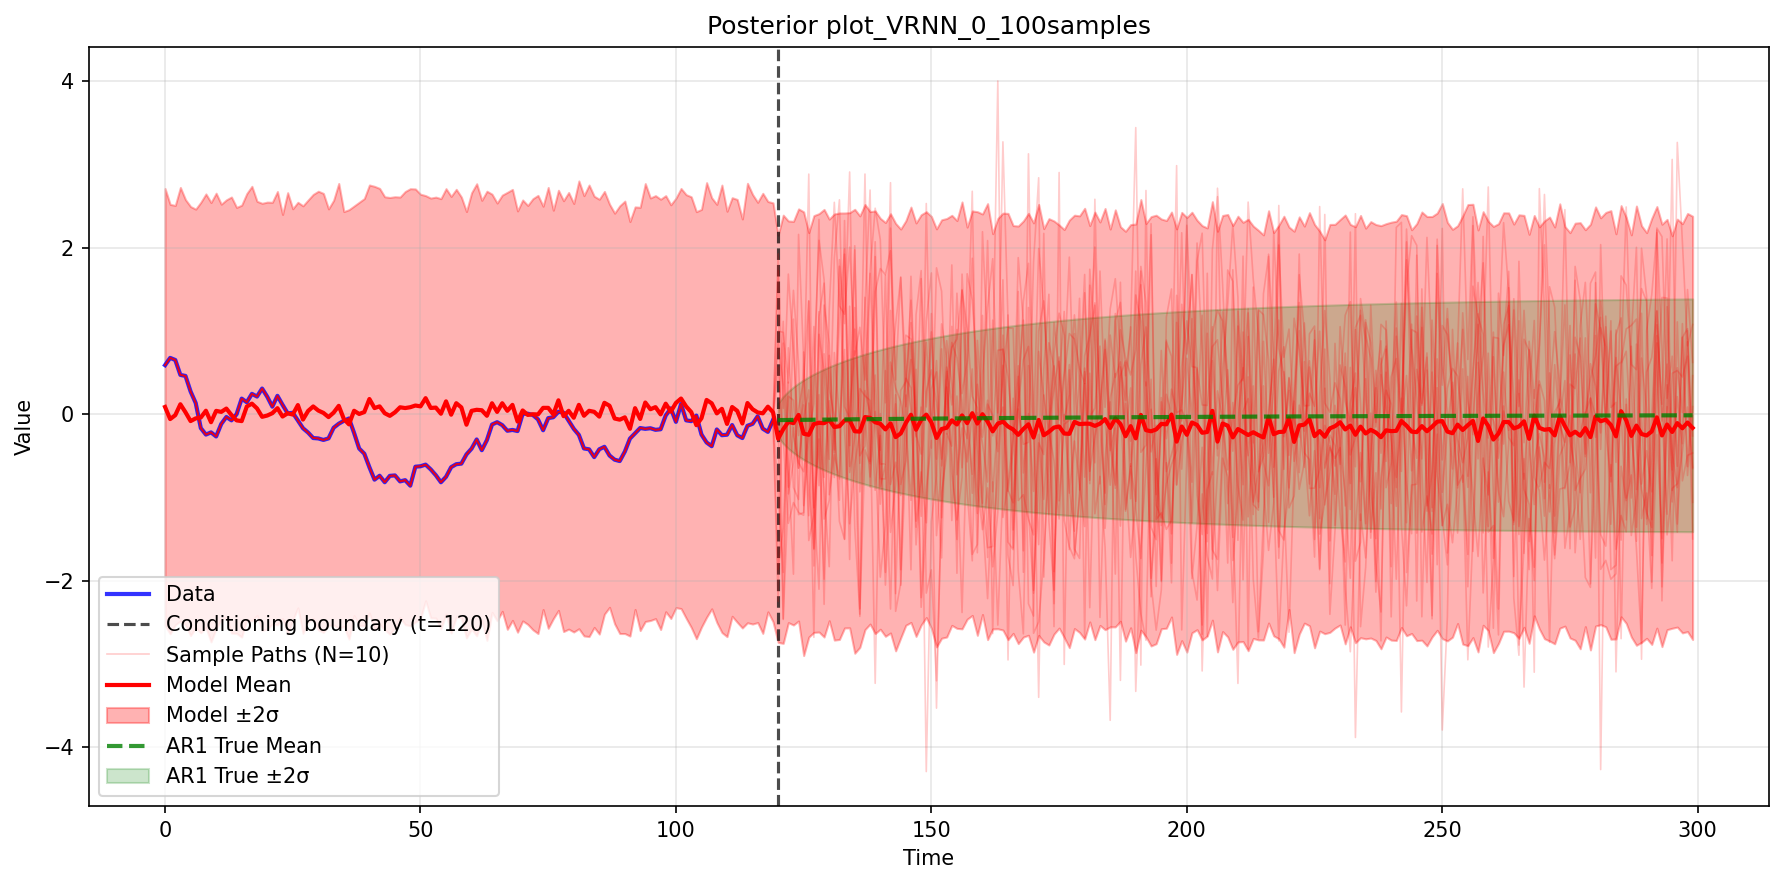 Posterior plot_VRNN_0_100samples
Value
4
2
0
−2
−4
Data
Conditioning boundary (t=120)
Sample Paths (N=10)
Model Mean
Model ±2σ
AR1 True Mean
AR1 True ±2σ
0 50 100 150 200 250 300
Time